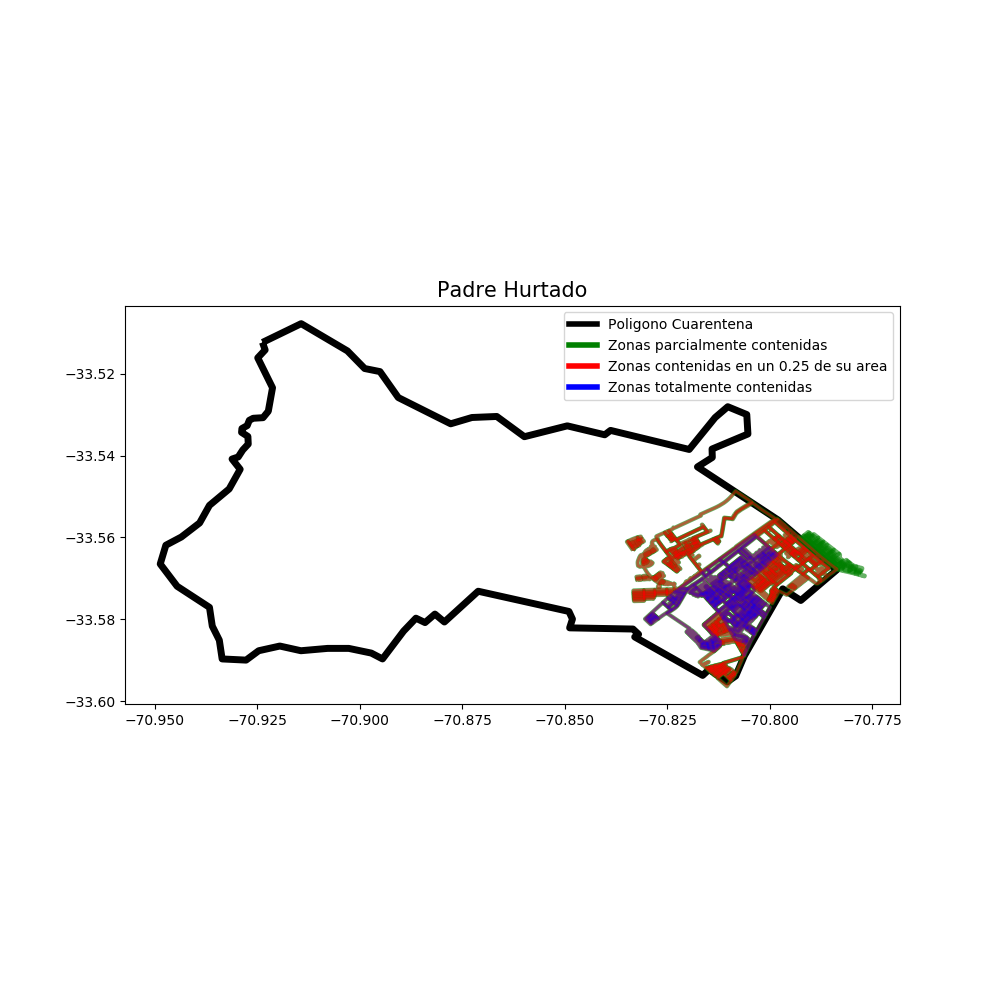 Padre Hurtado
Poligono Cuarentena
Zonas parcialmente contenidas
Zonas contenidas en un 0.25 de su area
Zonas totalmente contenidas
−33.52
−33.54
−33.56
−33.58
−33.60
−70.950 −70.925 −70.900 −70.875 −70.850 −70.825 −70.800 −70.775